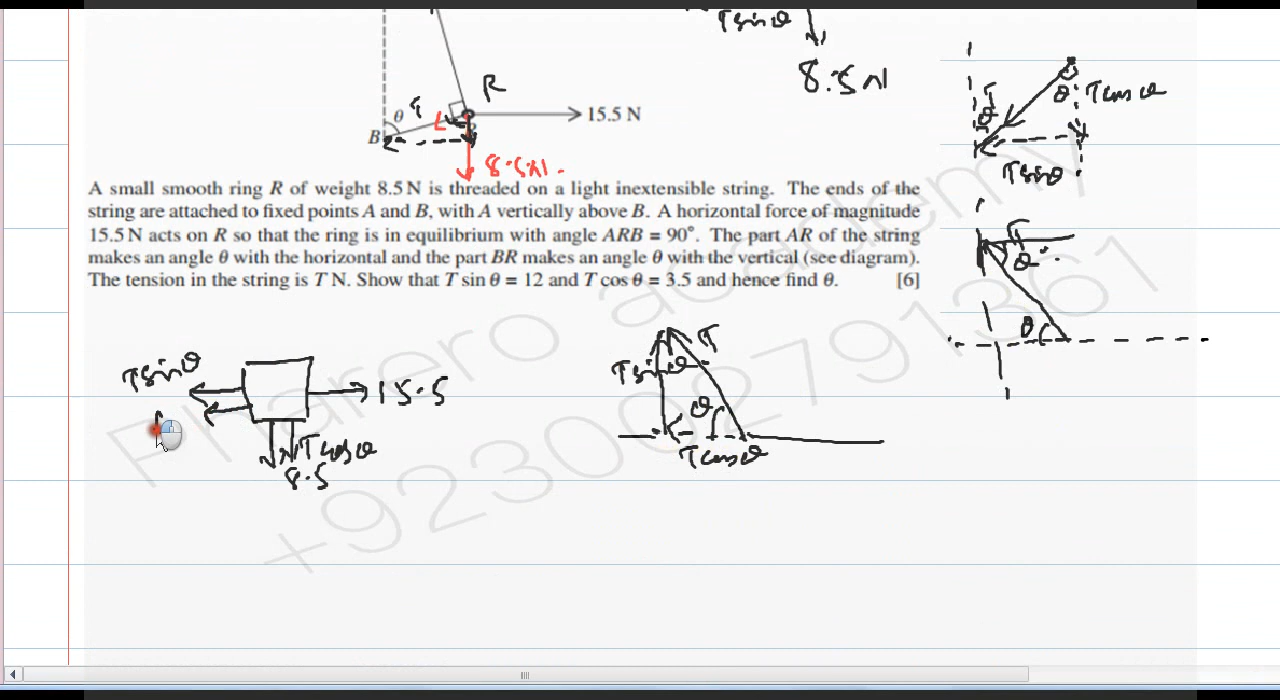 Tsinθ
8.5N
R
θ T
15.5 N
B
8.5N.
T
θ
θ
Tcosθ
Tsinθ
A small smooth ring R of weight 8.5 N is threaded on a light inextensible string. The ends of the
string are attached to fixed points A and B, with A vertically above B. A horizontal force of magnitude
15.5 N acts on R so that the ring is in equilibrium with angle ARB = 90°. The part AR of the string
makes an angle θ with the horizontal and the part BR makes an angle θ with the vertical (see diagram).
The tension in the string is T N. Show that T sin θ = 12 and T cos θ = 3.5 and hence find θ. [6]
T
θ
θ
Tsinθ
15.5
Tcosθ
8.5
T
Tsin
θ
θ
Tcosθ
Pharero academy
+9230002791361